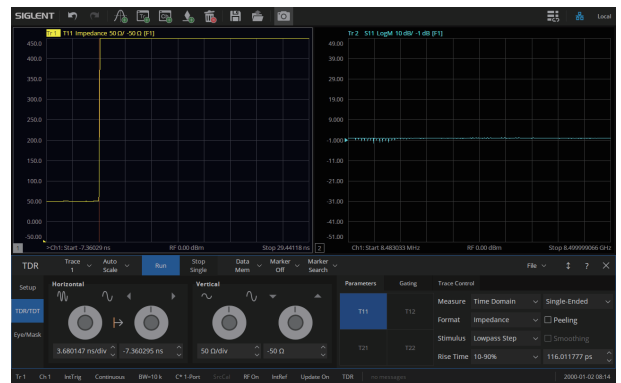 SIGLENT
Local
Tr 1 T11 Impedance 50 Ω/ -50 Ω [F1]
450.0
400.0
350.0
300.0
250.0
200.0
150.0
100.0
50.00
0.000
-50.00
1 >Ch1: Start -7.36029 ns RF 0.00 dBm Stop 29.44118 ns
Tr 2 S11 LogM 10 dB/ -1 dB [F1]
49.00
39.00
29.00
19.00
9.000
-1.000
-11.00
-21.00
-31.00
-41.00
-51.00
2 Ch1: Start 8.483033 MHz RF 0.00 dBm Stop 8.499999066 GHz
TDR Trace 1 Auto Scale Run Stop Single Data Mem Marker Off Marker Search File ? ✕
Setup
TDR/TDT
Eye/Mask
Horizontal
3.680147 ns/div -7.360295 ns
Vertical
50 Ω/div -50 Ω
Parameters Gating Trace Control
T11 T12
T21 T22
Measure Time Domain Single-Ended
Format Impedance Peeling
Stimulus Lowpass Step Smoothing
Rise Time 10-90% 116.011777 ps
Tr 1 Ch 1 IntTrig Continuous BW=10 k C* 1-Port SrcCal RF On IntRef Update On TDR no messages 2000-01-02 08:14